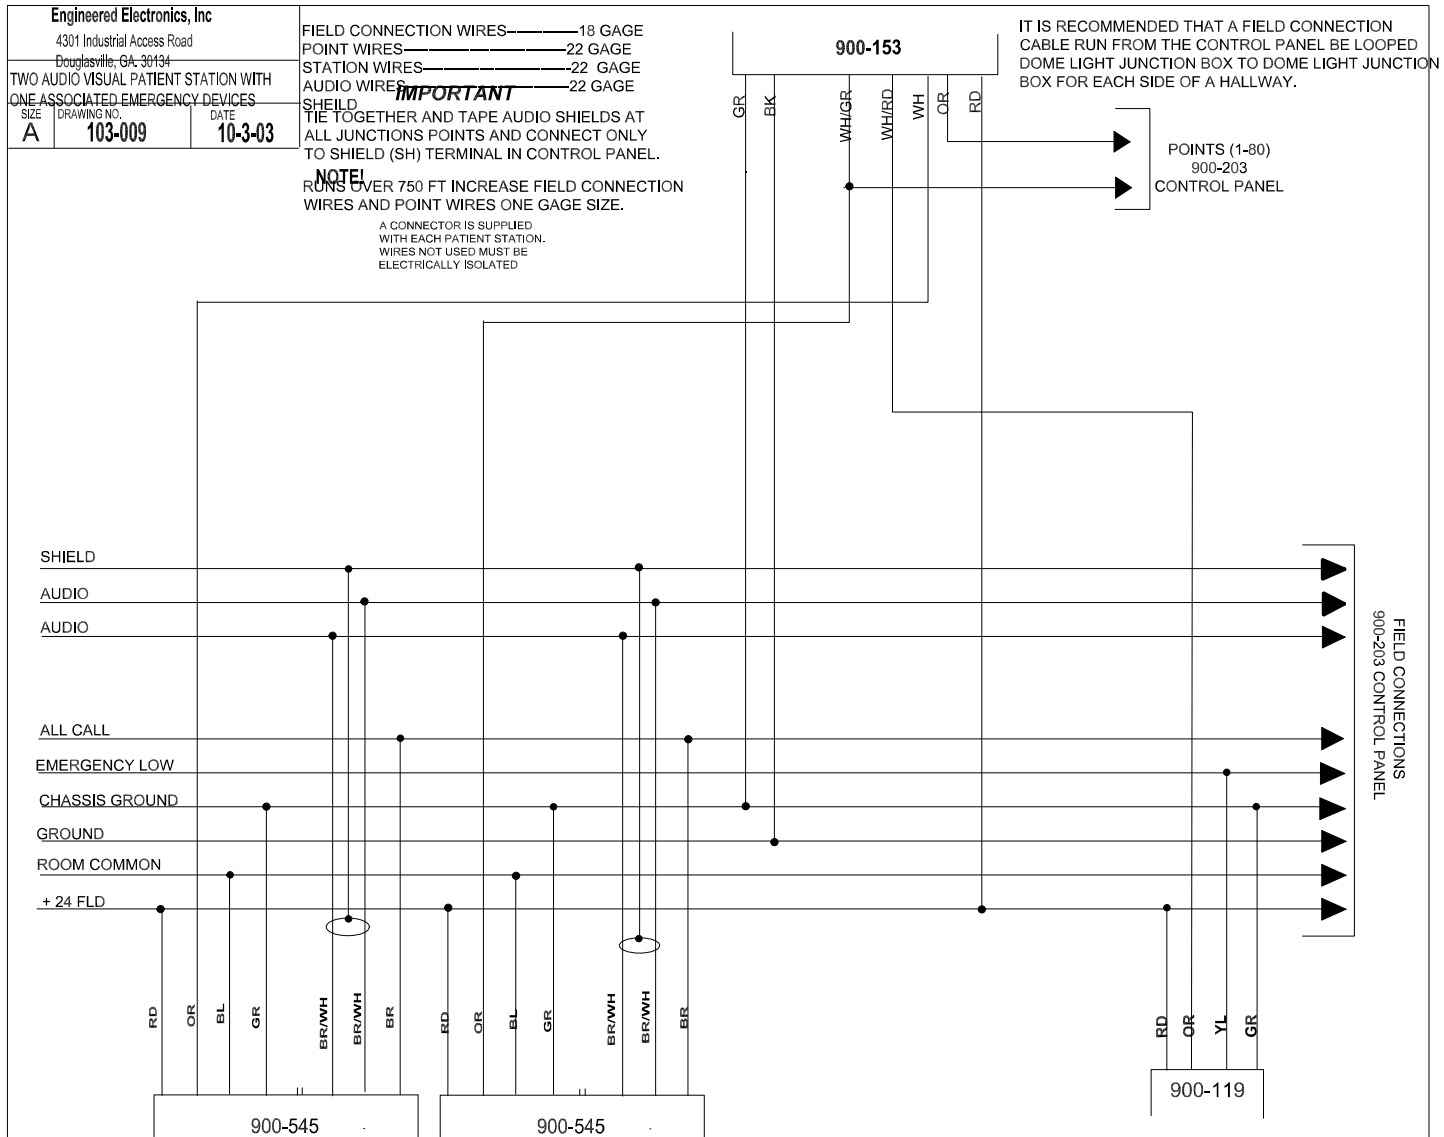 Engineered Electronics, Inc
4301 Industrial Access Road
Douglasville, GA. 30134
TWO AUDIO VISUAL PATIENT STATION WITH
ONE ASSOCIATED EMERGENCY DEVICES
SIZE
A
DRAWING NO.
103-009
DATE
10-3-03
FIELD CONNECTION WIRES—————18 GAGE
POINT WIRES——————————22 GAGE
STATION WIRES—————————22 GAGE
AUDIO WIRES——————————22 GAGE
IMPORTANT
SHEILD
TIE TOGETHER AND TAPE AUDIO SHIELDS AT
ALL JUNCTIONS POINTS AND CONNECT ONLY
TO SHIELD (SH) TERMINAL IN CONTROL PANEL.
NOTE!
RUNS OVER 750 FT INCREASE FIELD CONNECTION
WIRES AND POINT WIRES ONE GAGE SIZE.
A CONNECTOR IS SUPPLIED
WITH EACH PATIENT STATION.
WIRES NOT USED MUST BE
ELECTRICALLY ISOLATED
900-153
GR
BK
WH/GR
WH/RD
WH
OR
RD
IT IS RECOMMENDED THAT A FIELD CONNECTION
CABLE RUN FROM THE CONTROL PANEL BE LOOPED
DOME LIGHT JUNCTION BOX TO DOME LIGHT JUNCTION
BOX FOR EACH SIDE OF A HALLWAY.
POINTS (1-80)
900-203
CONTROL PANEL
SHIELD
AUDIO
AUDIO
ALL CALL
EMERGENCY LOW
CHASSIS GROUND
GROUND
ROOM COMMON
+ 24 FLD
FIELD CONNECTIONS
900-203 CONTROL PANEL
RD
OR
BL
GR
BR/WH
BR/WH
BR
RD
OR
BL
GR
BR/WH
BR/WH
BR
RD
OR
YL
GR
900-545
900-545
900-119